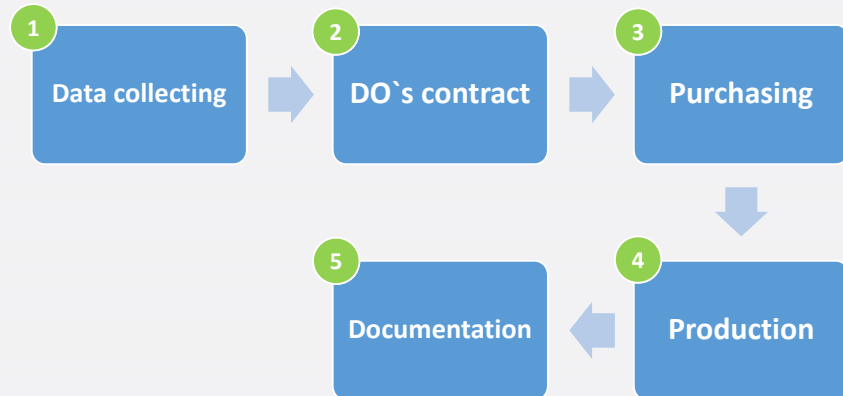 1
Data collecting
2
DO`s contract
3
Purchasing
4
Production
5
Documentation